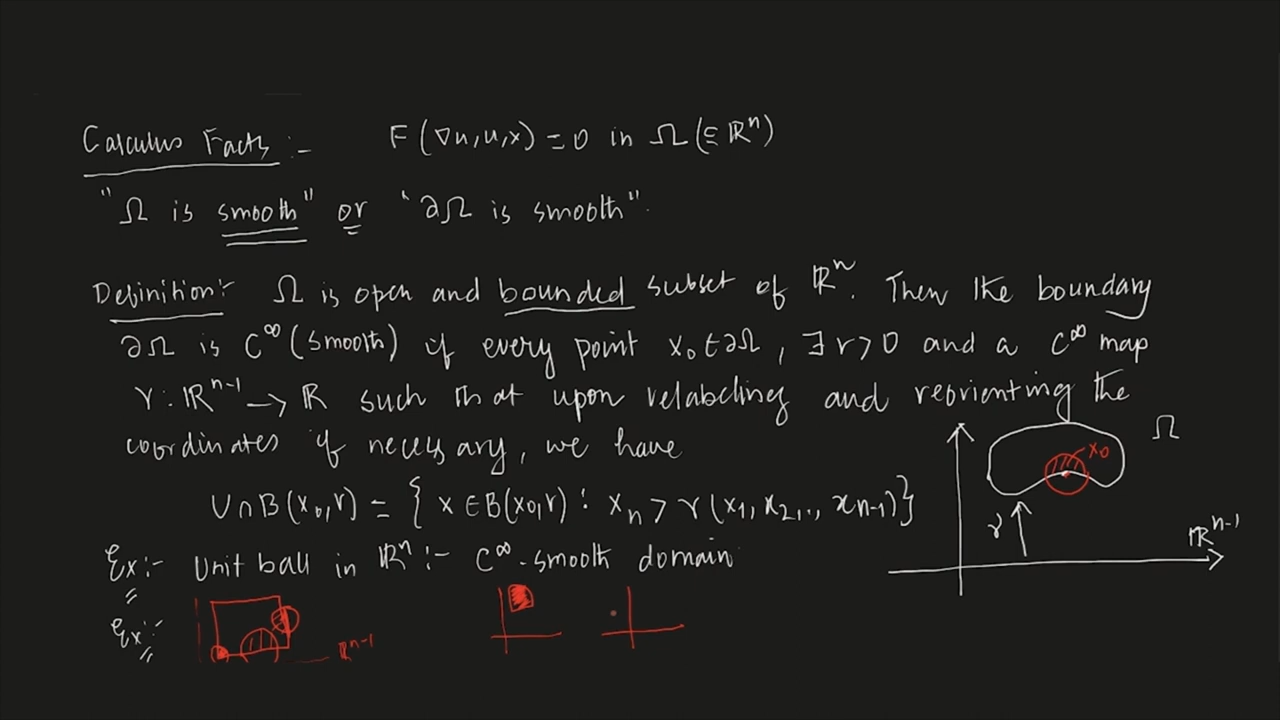 Calculus Facts :-   F(∇u,u,x) = 0 in Ω(⊆ ℝⁿ)
"Ω is smooth" or "∂Ω is smooth".
Definition:- Ω is open and bounded subset of ℝⁿ. Then the boundary
∂Ω is C^∞ (smooth) if every point x₀ ∈ ∂Ω, ∃ r > 0 and a C^∞ map
γ : ℝ^{n-1} → ℝ such that upon relabeling and reorienting the
coordinates if necessary, we have
U ∩ B(x₀,r) = { x ∈ B(x₀,r) : x_n > γ(x₁, x₂,.., x_{n-1}) }
Ex:- Unit ball in ℝⁿ :- C^∞-smooth domain
Ex:-
ℝ^{n-1}
Ω
x₀
γ
ℝ^{n-1}